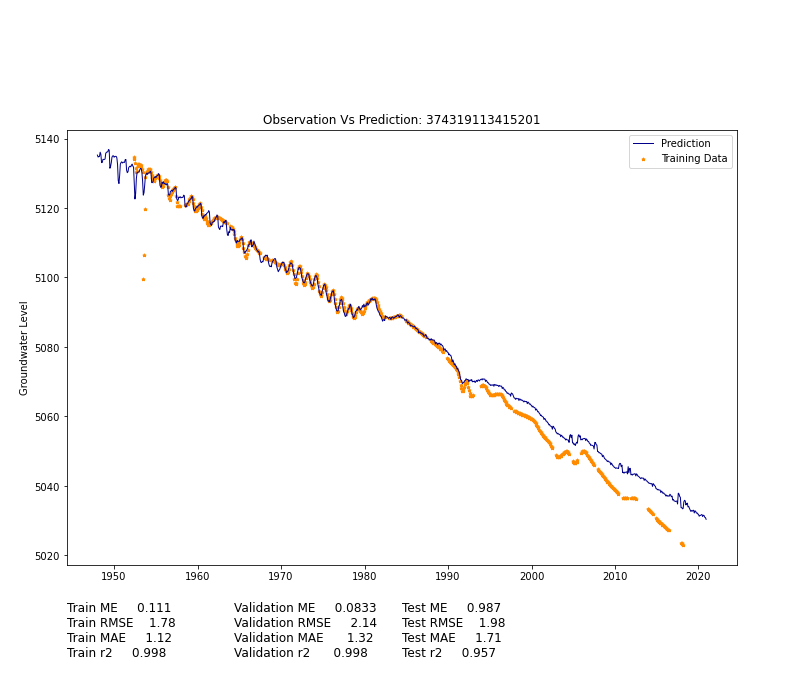 Observation Vs Prediction: 374319113415201
Prediction
Training Data
5140
5120
5100
5080
5060
5040
5020
Groundwater Level
1950 1960 1970 1980 1990 2000 2010 2020
Train ME 0.111 Validation ME 0.0833 Test ME 0.987
Train RMSE 1.78 Validation RMSE 2.14 Test RMSE 1.98
Train MAE 1.12 Validation MAE 1.32 Test MAE 1.71
Train r2 0.998 Validation r2 0.998 Test r2 0.957